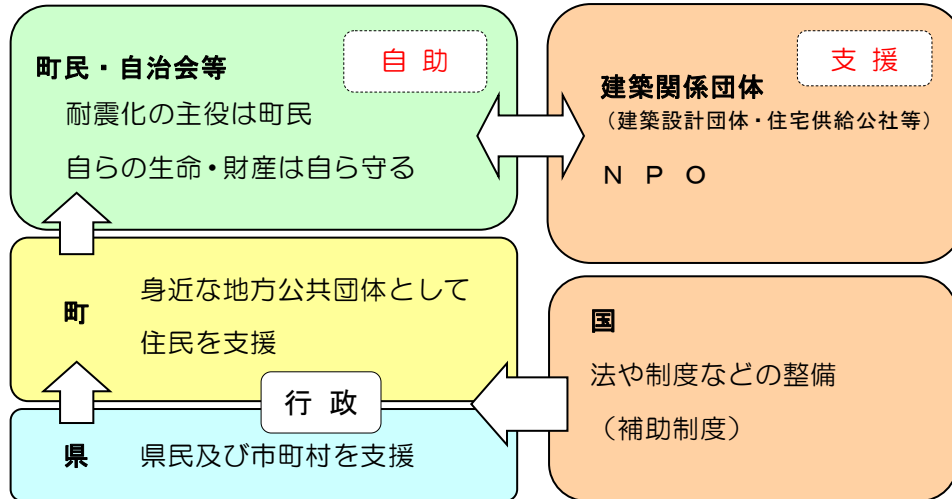 町民・自治会等
自 助
耐震化の主役は町民
自らの生命・財産は自ら守る
支 援
建築関係団体
（建築設計団体・住宅供給公社等）
Ｎ Ｐ Ｏ
町
身近な地方公共団体として
住民を支援
行 政
県
県民及び市町村を支援
国
法や制度などの整備
（補助制度）